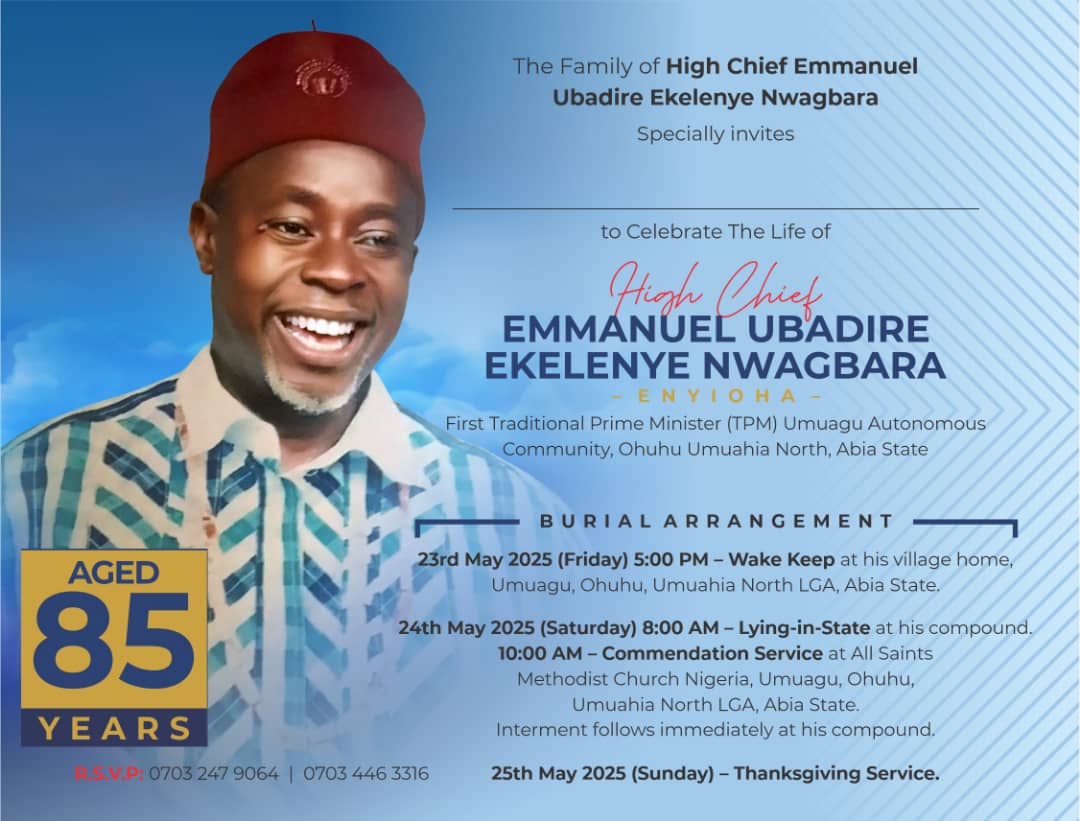 The Family of High Chief Emmanuel
Ubadire Ekelenye Nwagbara
Specially invites
to Celebrate The Life of
High Chief
EMMANUEL UBADIRE
EKELENYE NWAGBARA
– ENYIOHA –
First Traditional Prime Minister (TPM) Umuagu Autonomous
Community, Ohuhu Umuahia North, Abia State
BURIAL ARRANGEMENT
23rd May 2025 (Friday) 5:00 PM – Wake Keep at his village home,
Umuagu, Ohuhu, Umuahia North LGA, Abia State.
24th May 2025 (Saturday) 8:00 AM – Lying-in-State at his compound.
10:00 AM – Commendation Service at All Saints
Methodist Church Nigeria, Umuagu, Ohuhu,
Umuahia North LGA, Abia State.
Interment follows immediately at his compound.
25th May 2025 (Sunday) – Thanksgiving Service.
AGED
85
YEARS
R.S.V.P: 0703 247 9064 | 0703 446 3316